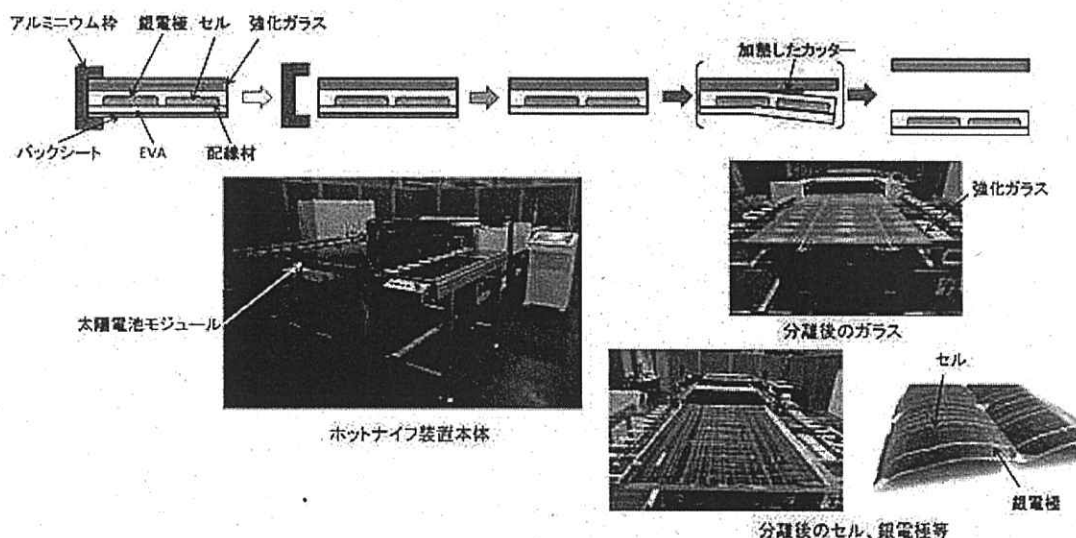 アルミニウム枠 銀電極 セル 強化ガラス
加熱したカッター
バックシート EVA 配線材
強化ガラス
太陽電池モジュール
分離後のガラス
セル
ホットナイフ装置本体
銀電極
分離後のセル、銀電極等